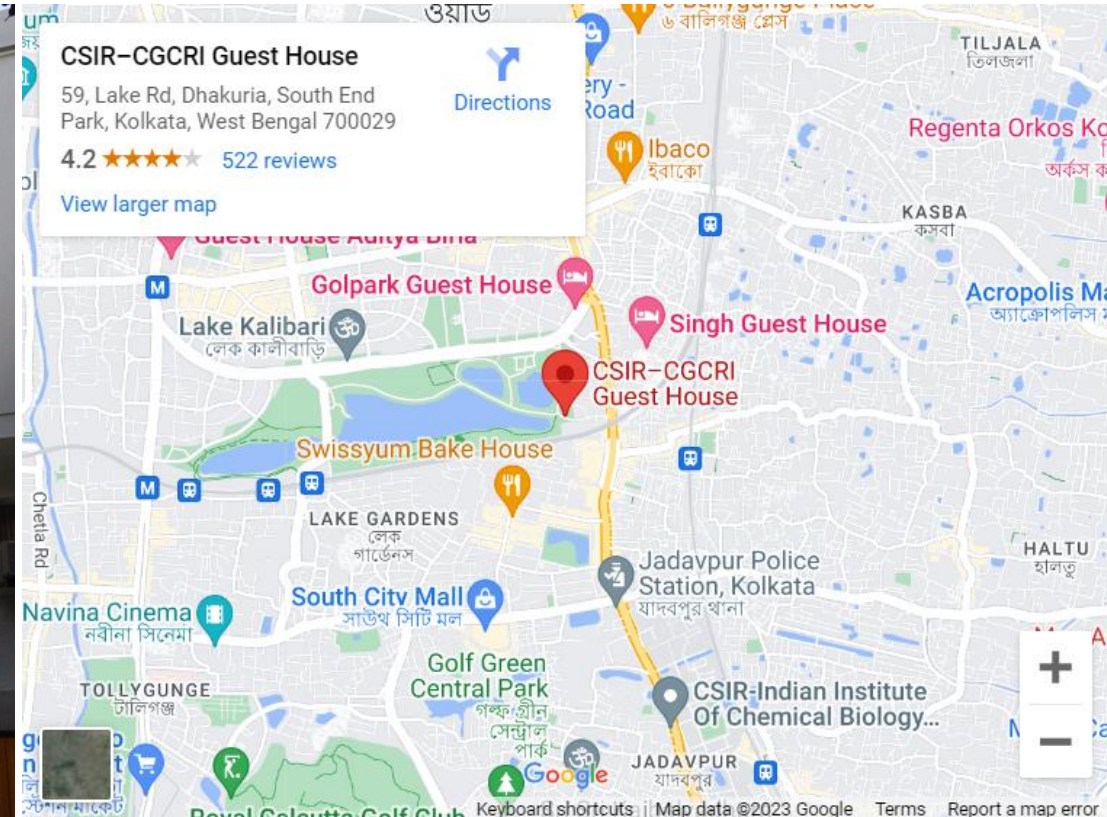 ওয়ার্ড
৬ বালিগঞ্জ প্লেস
um
CSIR–CGCRI Guest House
59, Lake Rd, Dhakuria, South End
Park, Kolkata, West Bengal 700029
4.2
522 reviews
View larger map
Directions
ery -
Road
TILJALA
তিলজলা
Ibaco
ইবাকো
Regenta Orkos Ko
KASBA
কসবা
Guest House Aditya Birla
M
Golpark Guest House
Lake Kalibari
লেক কালীবাড়ি
Singh Guest House
Acropolis Ma
অ্যাক্রোপলিস ম
CSIR–CGCRI
Guest House
Swissyum Bake House
M
Chetla Rd
LAKE GARDENS
লেক
গার্ডেনস
HALTU
হালতু
Jadavpur Police
Station, Kolkata
যাদবপুর থানা
South City Mall
সাউথ সিটি মল
Navina Cinema
নবীনা সিনেমা
Golf Green
Central Park
গল্ফ গ্রীন
সেন্ট্রাল
পার্ক
TOLLYGUNGE
টালিগঞ্জ
CSIR-Indian Institute
Of Chemical Biology...
+
−
JADAVPUR
যাদবপুর
Google
Royal Calcutta Golf Club
Keyboard shortcuts Map data ©2023 Google Terms Report a map error